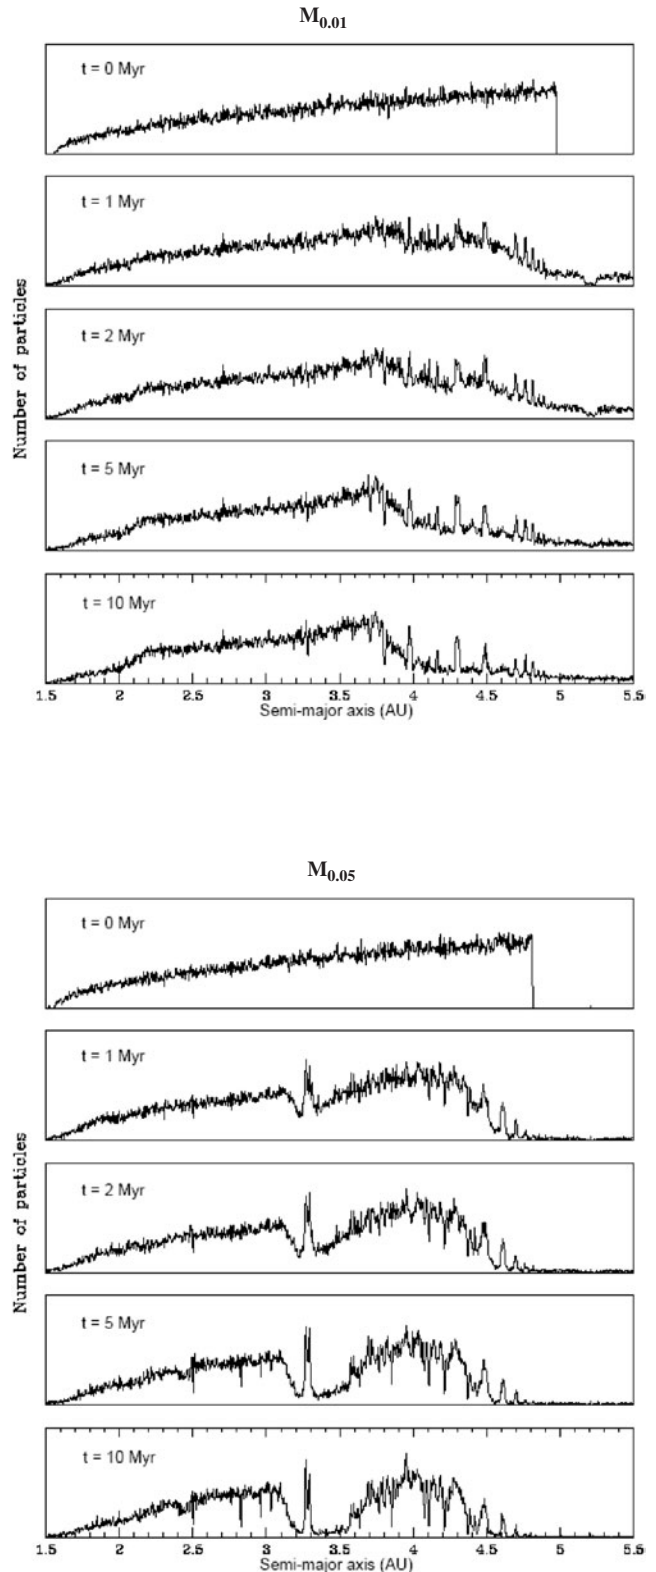 M0.01
t = 0 Myr
t = 1 Myr
t = 2 Myr
t = 5 Myr
t = 10 Myr
Number of particles
1.5 2 2.5 3 3.5 4 4.5 5 5.5
Semi-major axis (AU)
M0.05
t = 0 Myr
t = 1 Myr
t = 2 Myr
t = 5 Myr
t = 10 Myr
Number of particles
1.5 2 2.5 3 3.5 4 4.5 5 5.5
Semi-major axis (AU)